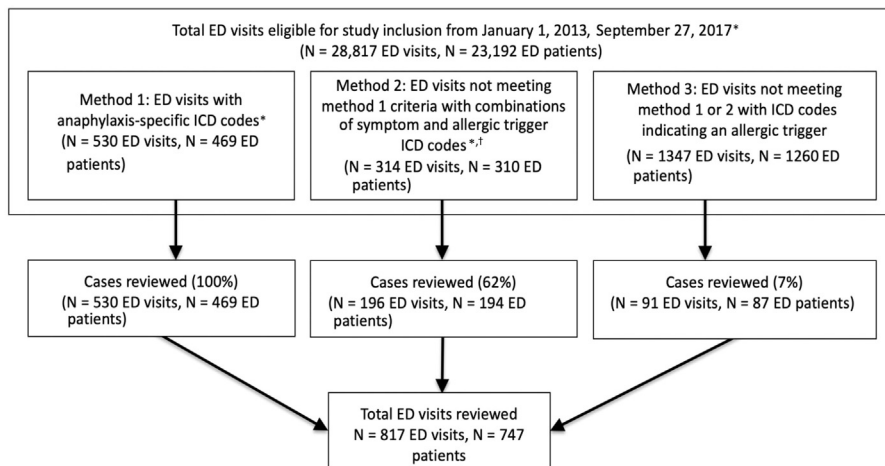 Total ED visits eligible for study inclusion from January 1, 2013, September 27, 2017*
(N = 28,817 ED visits, N = 23,192 ED patients)
Method 1: ED visits with
anaphylaxis-specific ICD codes*
(N = 530 ED visits, N = 469 ED
patients)
Method 2: ED visits not meeting
method 1 criteria with combinations
of symptom and allergic trigger
ICD codes*,†
(N = 314 ED visits, N = 310 ED
patients)
Method 3: ED visits not meeting
method 1 or 2 with ICD codes
indicating an allergic trigger
(N = 1347 ED visits, N = 1260 ED
patients)
Cases reviewed (100%)
(N = 530 ED visits, N = 469 ED
patients)
Cases reviewed (62%)
(N = 196 ED visits, N = 194 ED
patients)
Cases reviewed (7%)
(N = 91 ED visits, N = 87 ED patients)
Total ED visits reviewed
N = 817 ED visits, N = 747
patients